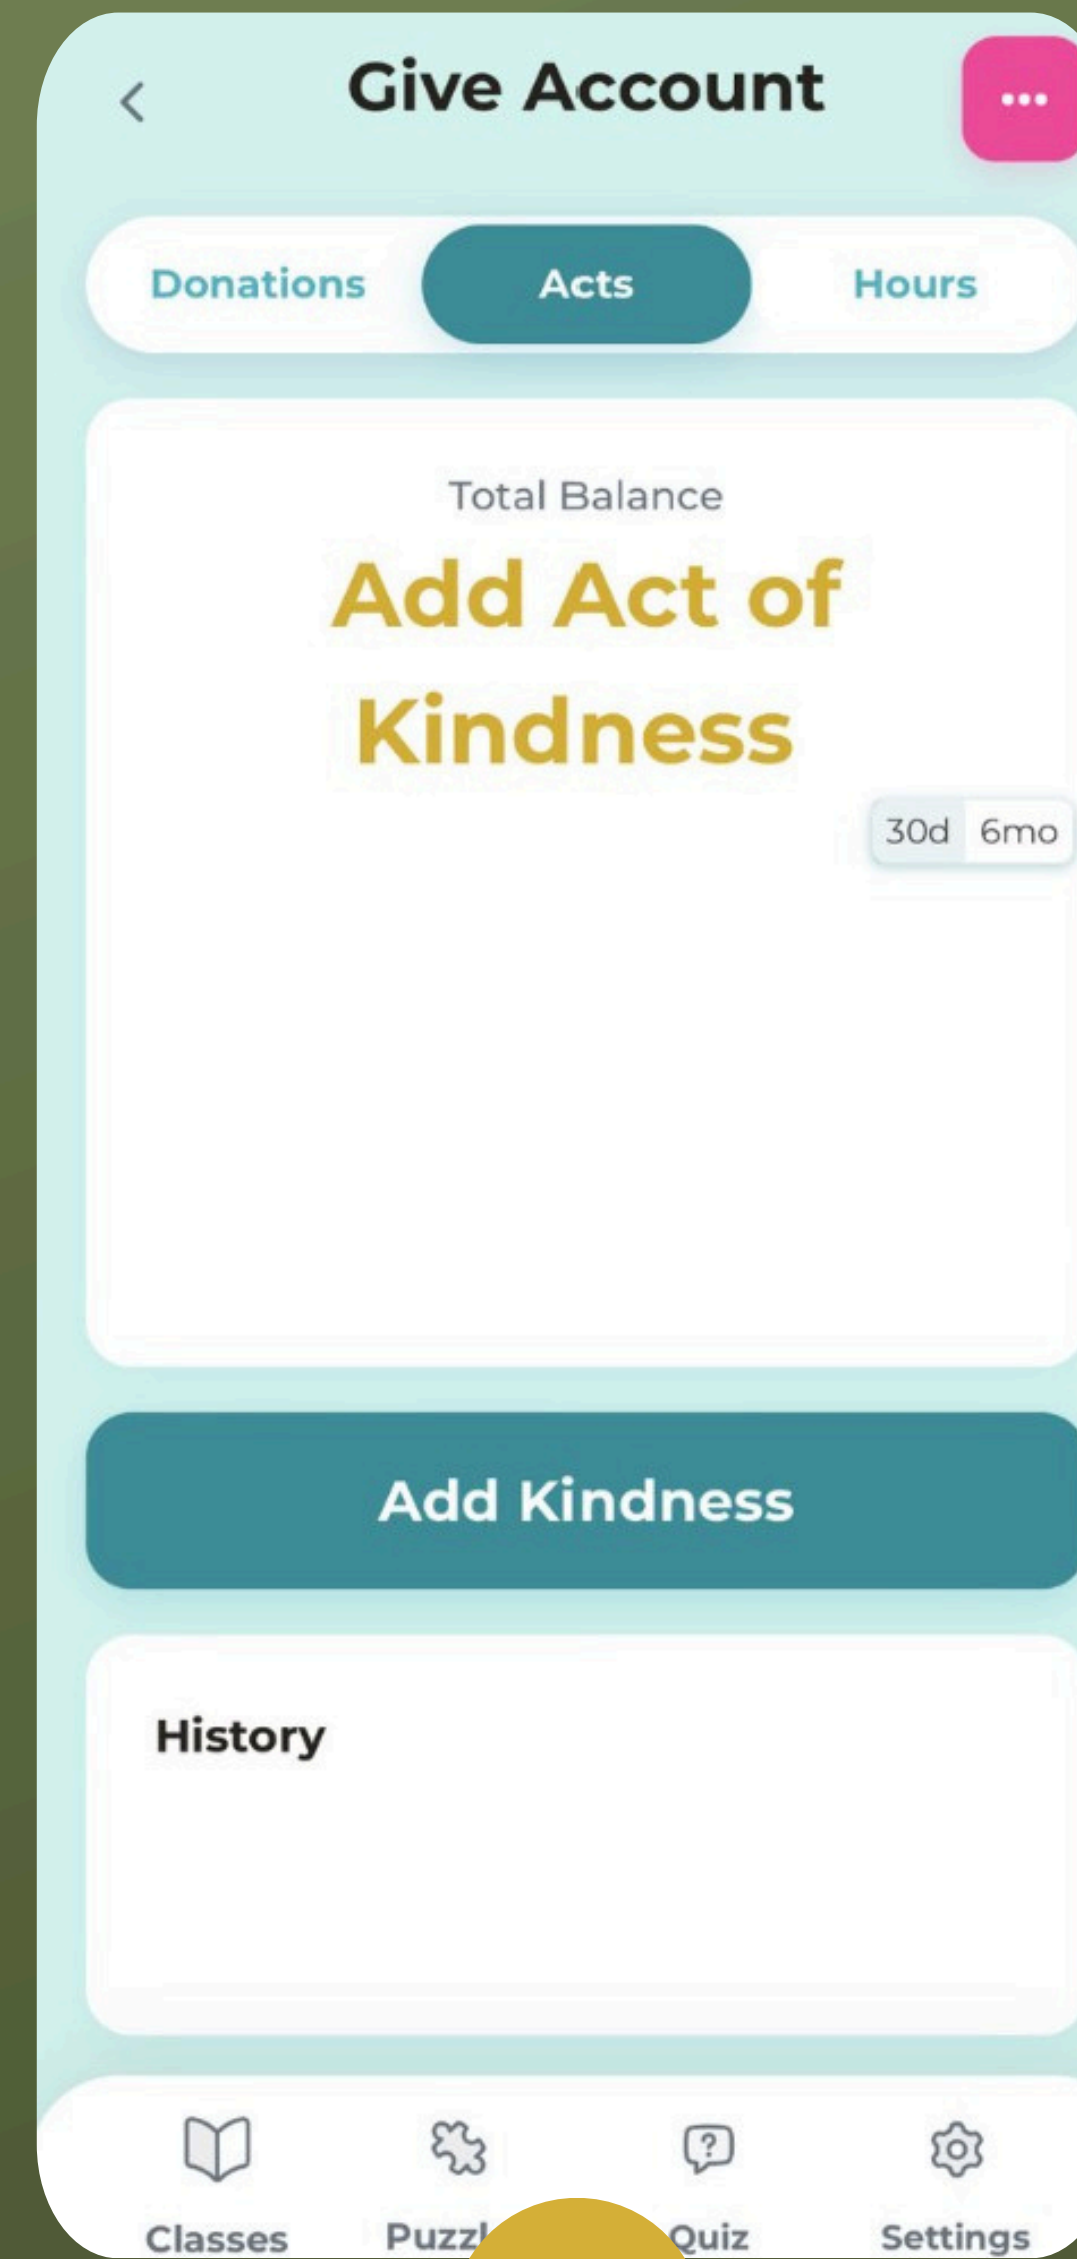 Give Account
Donations Acts Hours
Total Balance
Add Act of
Kindness
30d 6mo
Add Kindness
History
Classes Puzzl Quiz Settings